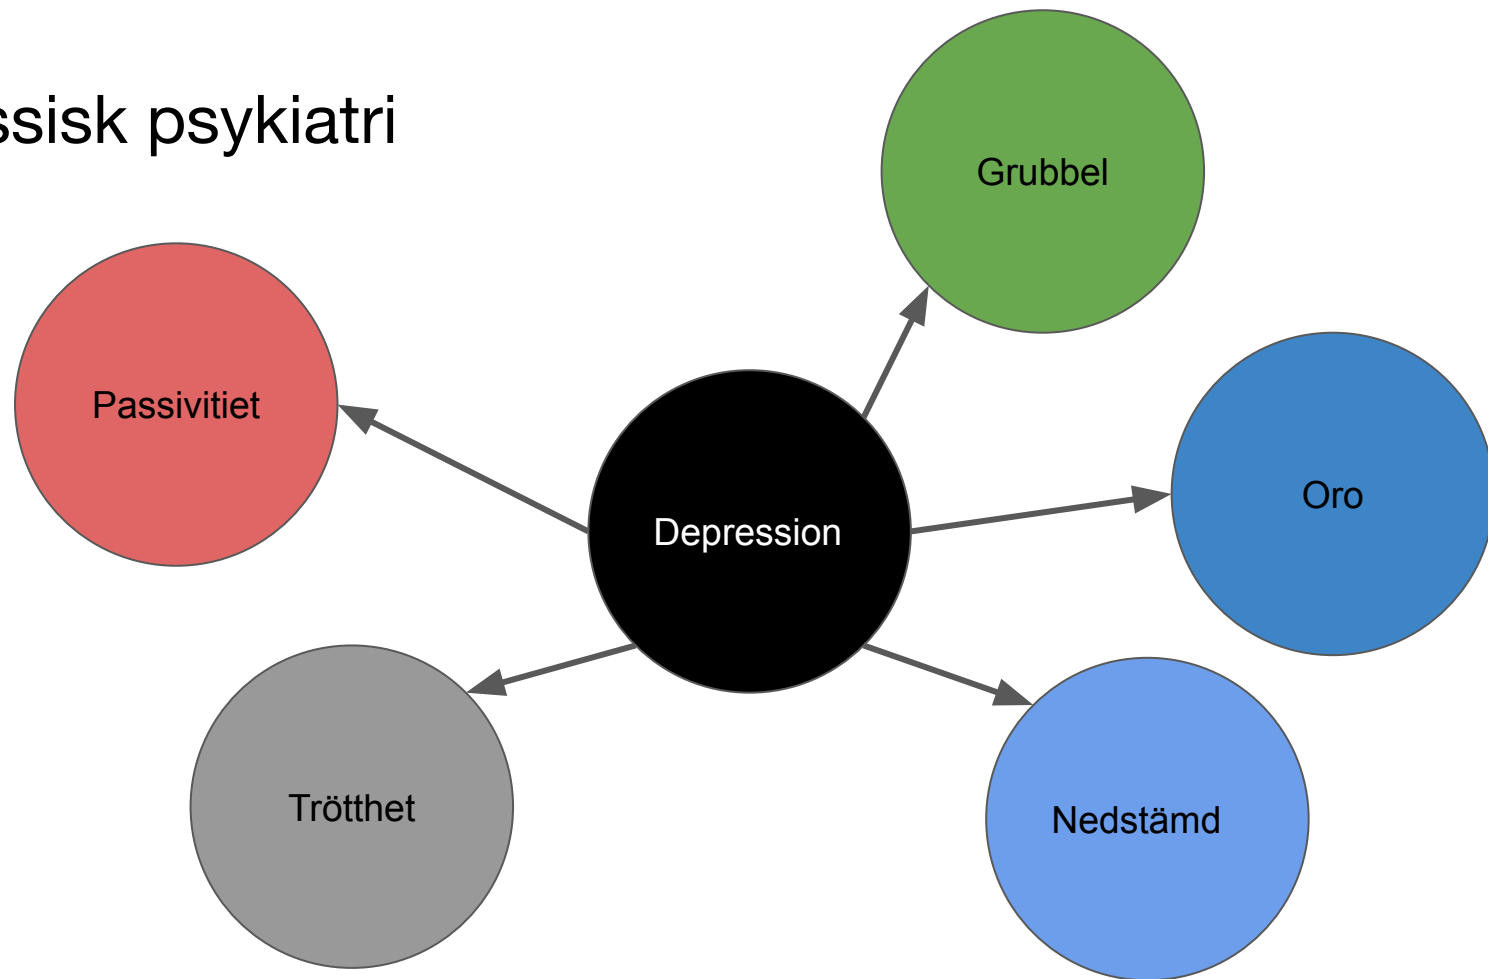 ssisk psykiatri
Grubbel
Passivitiet
Oro
Depression
Trötthet
Nedstämd